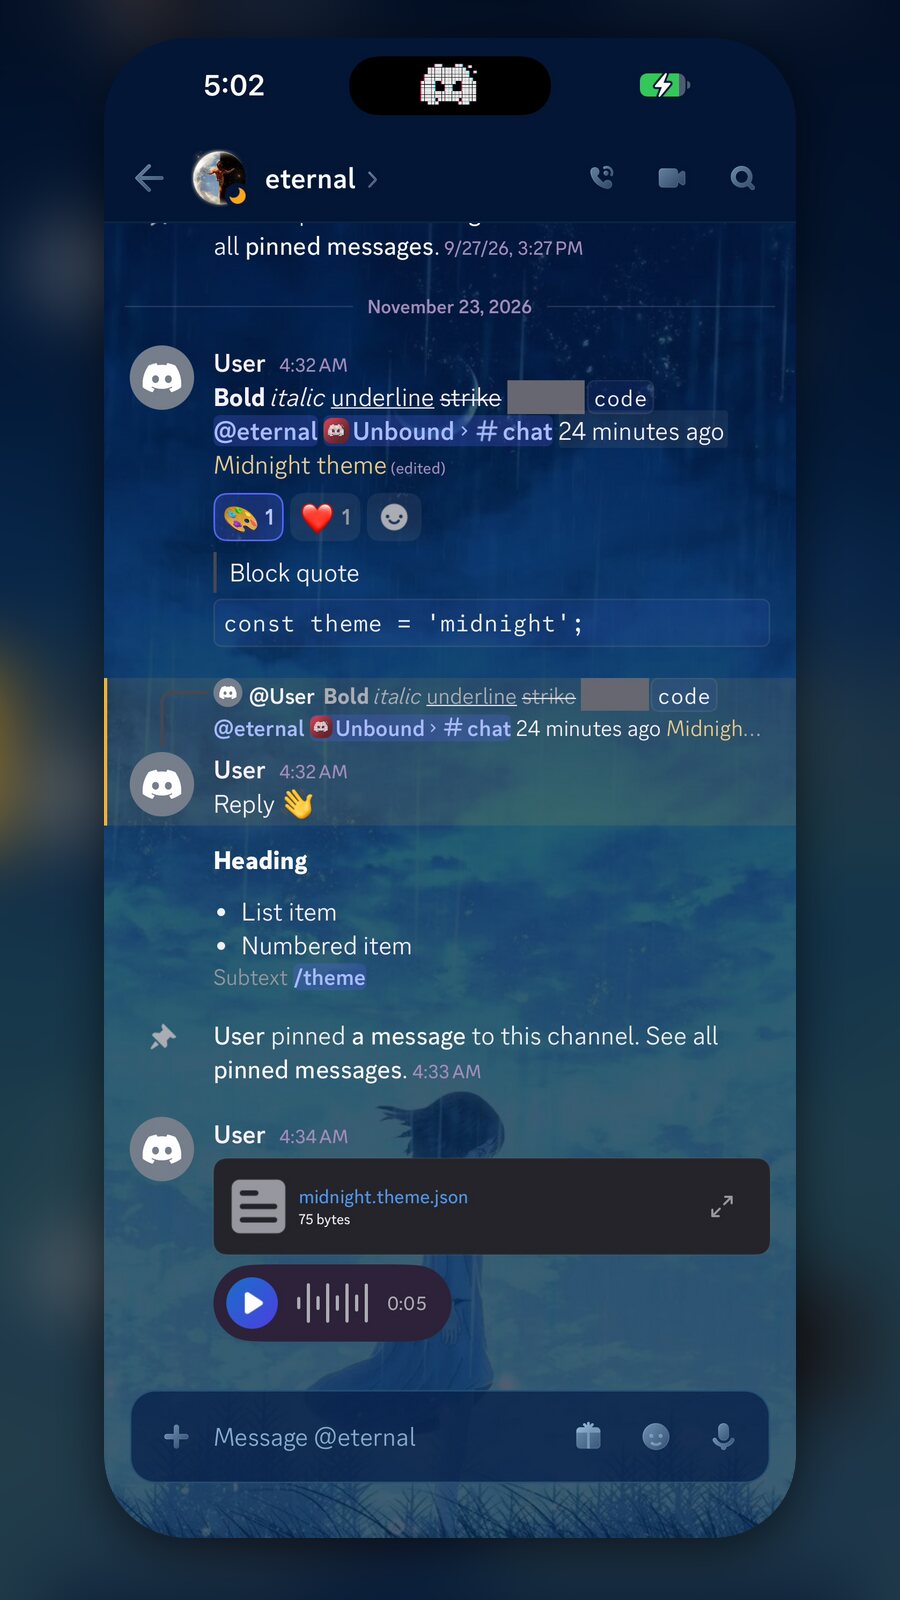 5:02
eternal
all pinned messages. 9/27/26, 3:27 PM
November 23, 2026
User 4:32 AM
Bold italic underline strike code
@eternal Unbound › # chat 24 minutes ago
Midnight theme (edited)
1 1
Block quote
const theme = 'midnight';
@User Bold italic underline strike code
@eternal Unbound › # chat 24 minutes ago Midnigh...
User 4:32 AM
Reply 👋
Heading
• List item
• Numbered item
Subtext /theme
User pinned a message to this channel. See all
pinned messages. 4:33 AM
User 4:34 AM
midnight.theme.json
75 bytes
0:05
Message @eternal